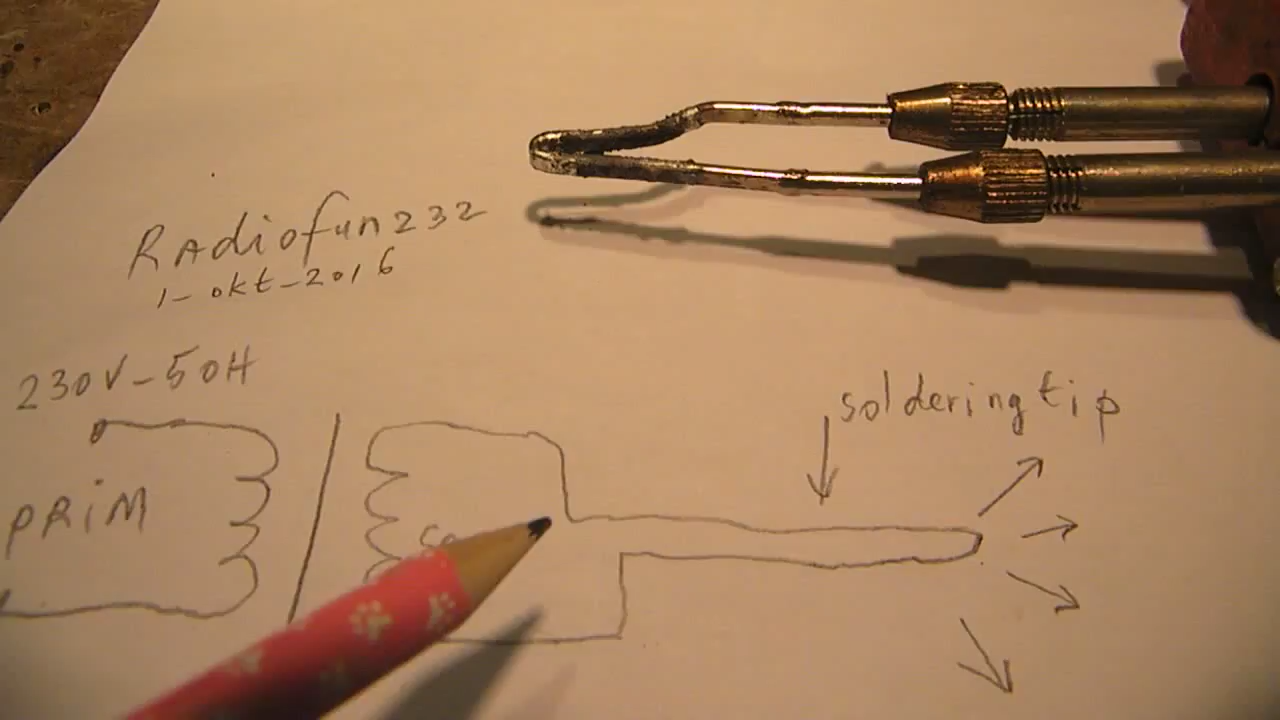 RAdiofun232
1-okt-2016
230V-50H
soldering tip
PRiM